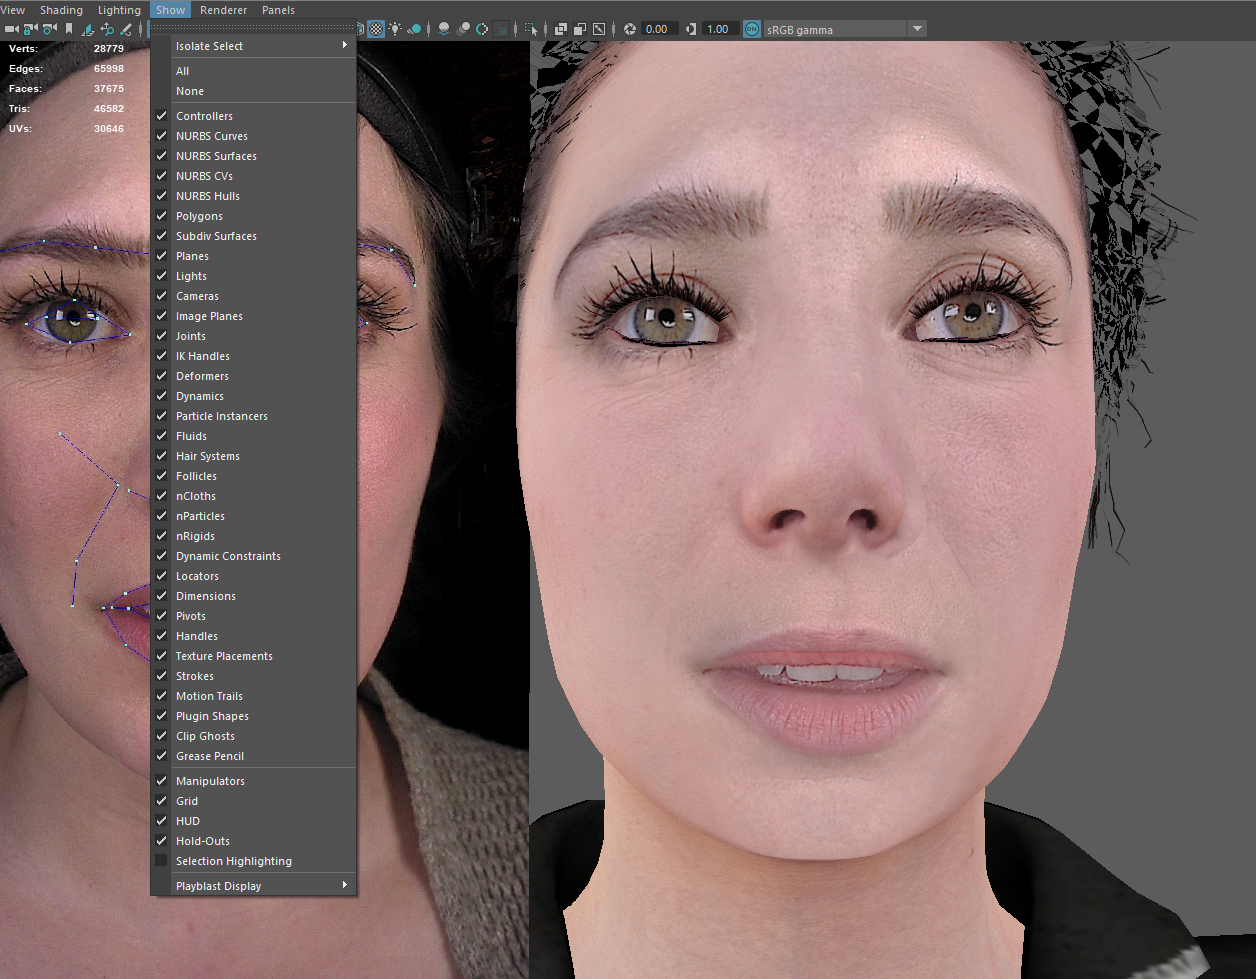 View Shading Lighting Show Renderer Panels
0.00 1.00 ON sRGB gamma
Verts: 28779
Edges: 65998
Faces: 37675
Tris: 46582
UVs: 30646
Isolate Select
All
None
Controllers
NURBS Curves
NURBS Surfaces
NURBS CVs
NURBS Hulls
Polygons
Subdiv Surfaces
Planes
Lights
Cameras
Image Planes
Joints
IK Handles
Deformers
Dynamics
Particle Instancers
Fluids
Hair Systems
Follicles
nCloths
nParticles
nRigids
Dynamic Constraints
Locators
Dimensions
Pivots
Handles
Texture Placements
Strokes
Motion Trails
Plugin Shapes
Clip Ghosts
Grease Pencil
Manipulators
Grid
HUD
Hold-Outs
Selection Highlighting
Playblast Display